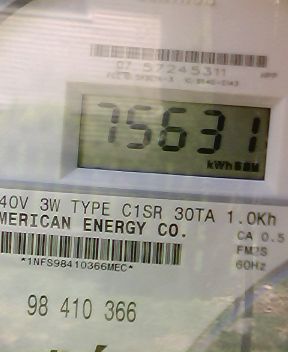 07 57245311
75631
kWh
40V 3W TYPE C1SR 30TA 1.0Kh
MERICAN ENERGY CO.
CA 0.5
FM2S
60Hz
*1NFS98410366MEC*
98 410 366